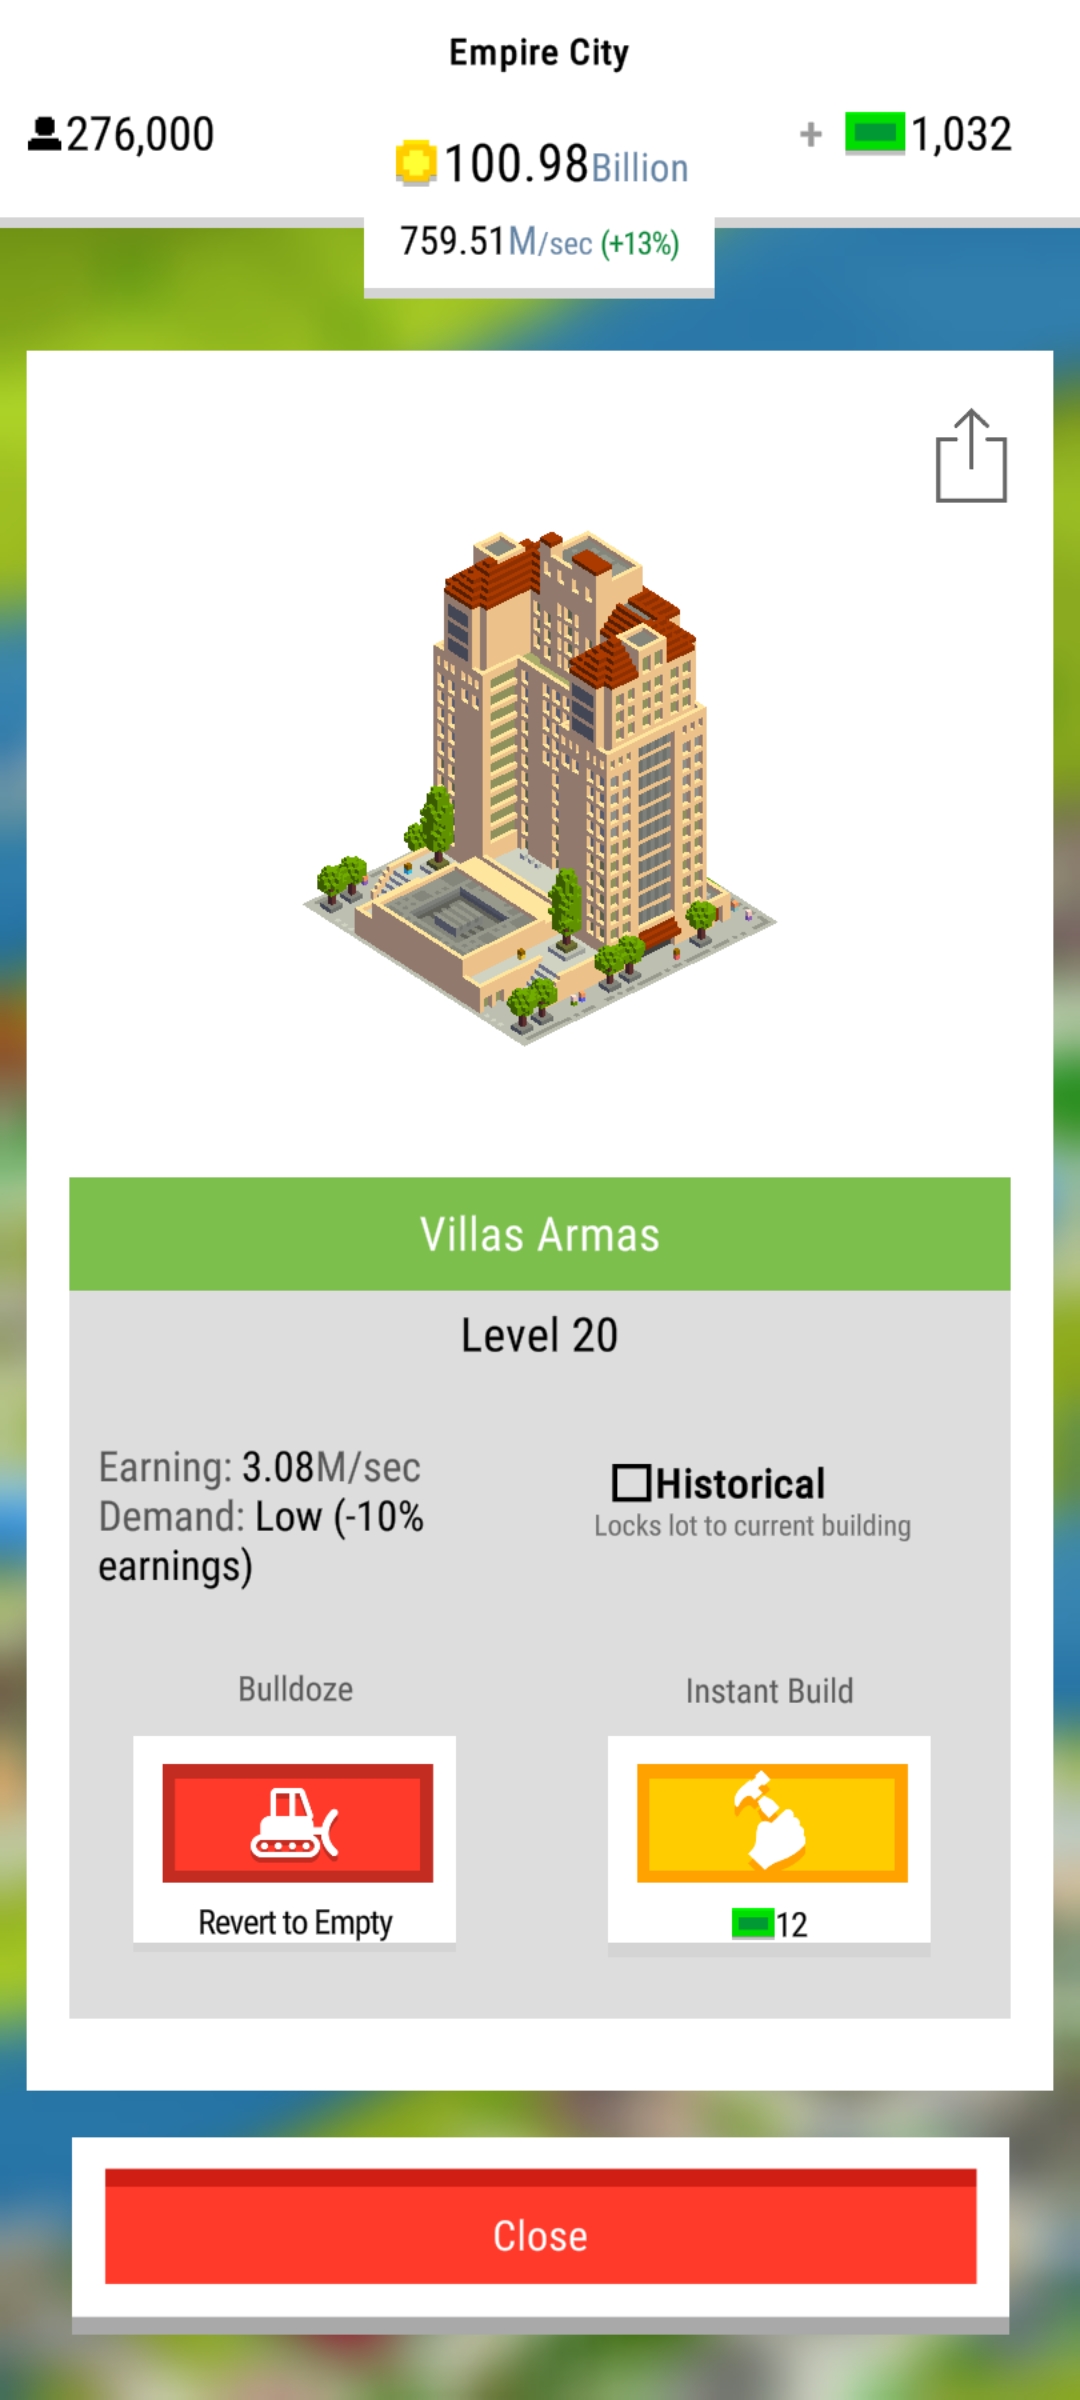 Empire City
276,000
100.98Billion
+ 1,032
759.51M/sec (+13%)
Villas Armas
Level 20
Earning: 3.08M/sec
Demand: Low (-10%
earnings)
Historical
Locks lot to current building
Bulldoze
Instant Build
Revert to Empty
12
Close